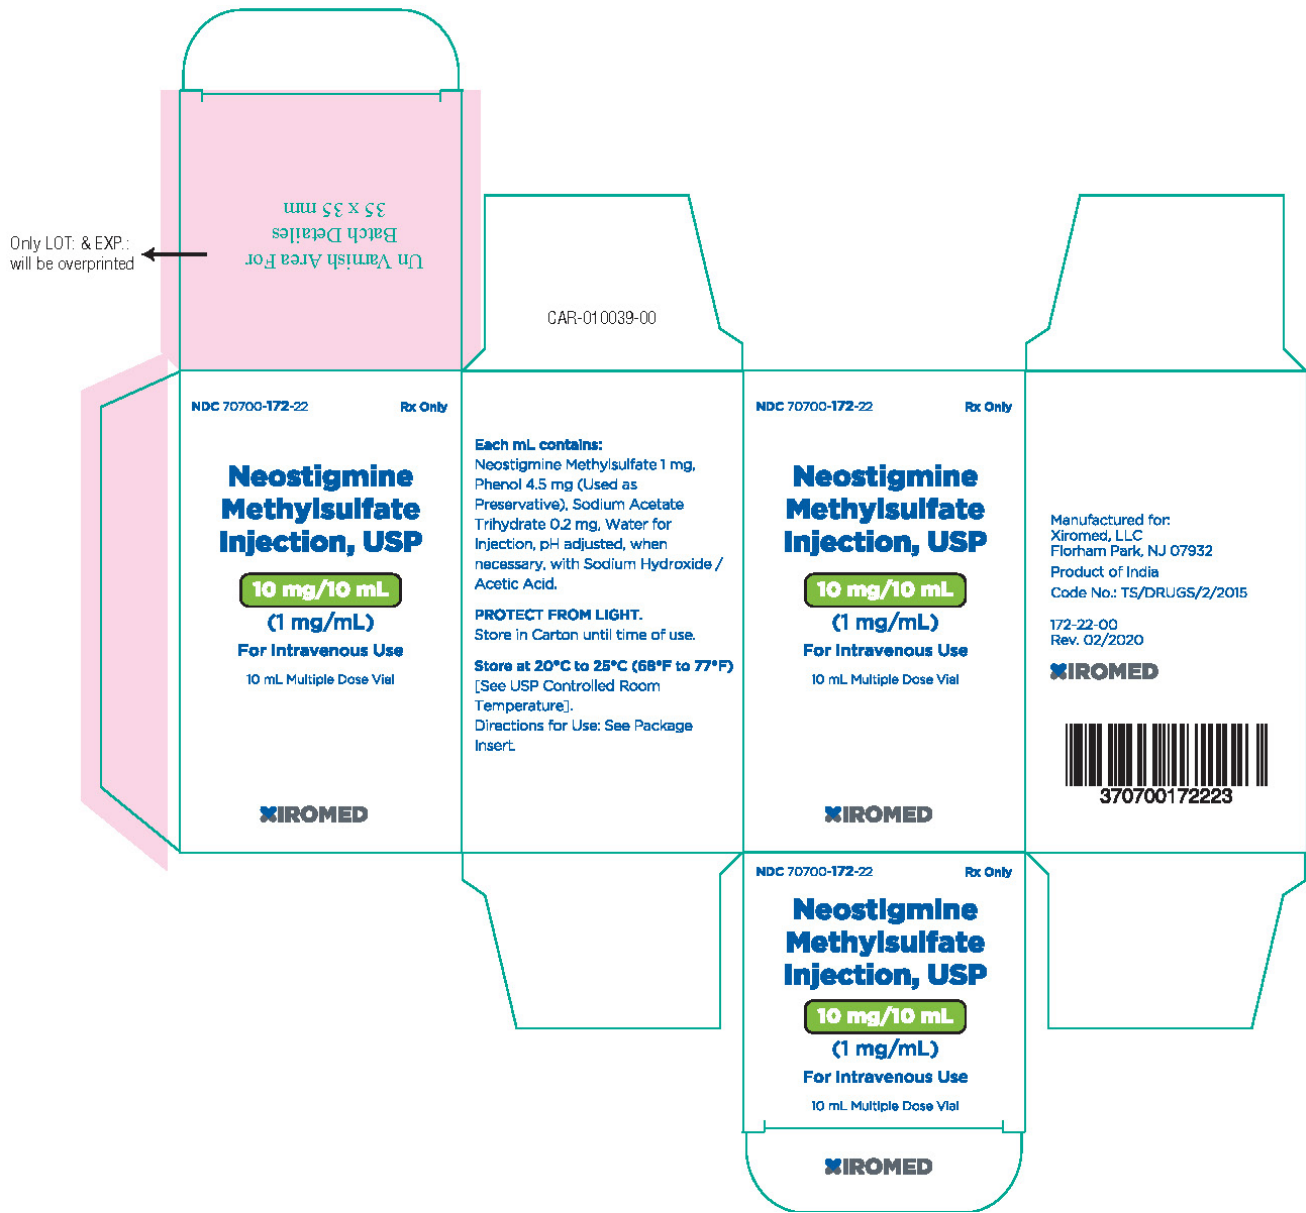 Un Varnish Area For
Batch Detailes
35 x 35 mm
Only LOT: & EXP.:
will be overprinted
CAR-010039-00
NDC 70700-172-22 Rx Only
Neostigmine
Methylsulfate
Injection, USP
10 mg/10 mL
(1 mg/mL)
For Intravenous Use
10 mL Multiple Dose Vial
XIROMED
Each mL contains:
Neostigmine Methylsulfate 1 mg,
Phenol 4.5 mg (Used as
Preservative), Sodium Acetate
Trihydrate 0.2 mg, Water for
Injection, pH adjusted, when
necessary, with Sodium Hydroxide /
Acetic Acid.
PROTECT FROM LIGHT.
Store in Carton until time of use.
Store at 20°C to 25°C (68°F to 77°F)
[See USP Controlled Room
Temperature].
Directions for Use: See Package
Insert.
NDC 70700-172-22 Rx Only
Neostigmine
Methylsulfate
Injection, USP
10 mg/10 mL
(1 mg/mL)
For Intravenous Use
10 mL Multiple Dose Vial
XIROMED
Manufactured for:
Xiromed, LLC
Florham Park, NJ 07932
Product of India
Code No.: TS/DRUGS/2/2015
172-22-00
Rev. 02/2020
XIROMED
370700172223
NDC 70700-172-22 Rx Only
Neostigmine
Methylsulfate
Injection, USP
10 mg/10 mL
(1 mg/mL)
For Intravenous Use
10 mL Multiple Dose Vial
XIROMED